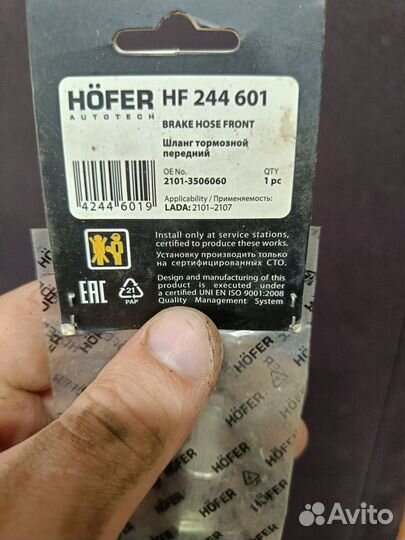 HÖFER HF 244 601
AUTOTECH
BRAKE HOSE FRONT
Шланг тормозной
передний
OE No. QTY
2101-3506060 1 pc
42446019
Applicability / Применяемость:
LADA: 2101–2107
Install only at service stations,
certified to produce these works.
Установку производить только
на сертифицированных СТО.
Design and manufacturing of this
product is executed under
a certified UNI EN ISO 9001:2008
Quality Management System
EAC
21
PAP
HÖFER
HÖFER
HÖFER
HÖFER
HÖFER
HÖFER
Avito